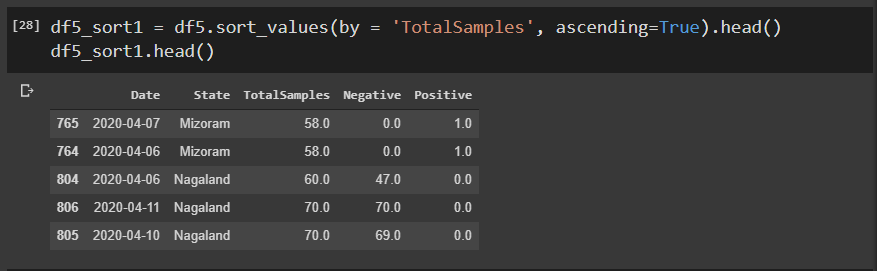 [28] df5_sort1 = df5.sort_values(by = 'TotalSamples', ascending=True).head()
df5_sort1.head()
Date State TotalSamples Negative Positive
765 2020-04-07 Mizoram 58.0 0.0 1.0
764 2020-04-06 Mizoram 58.0 0.0 1.0
804 2020-04-06 Nagaland 60.0 47.0 0.0
806 2020-04-11 Nagaland 70.0 70.0 0.0
805 2020-04-10 Nagaland 70.0 69.0 0.0